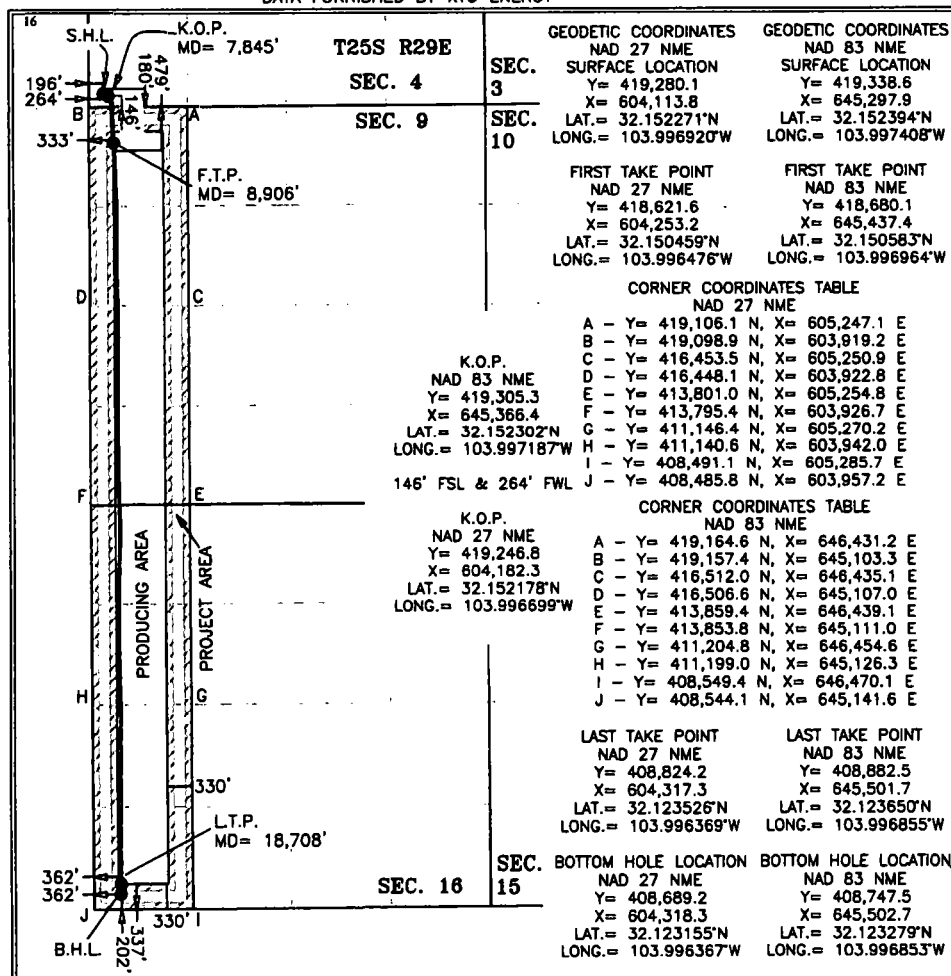 DATA FURNISHED BY XTO ENERGY
16
S.H.L.
K.O.P.
MD= 7,845'
T25S R29E
SEC. 4
SEC.
3
196'
264'
146'
180'
479'
B
A
SEC. 9
SEC.
10
333'
F.T.P.
MD= 8,906'
D
C
F
E
PRODUCING AREA
PROJECT AREA
H
G
330'
L.T.P.
MD= 18,708'
362'
362'
SEC. 16
SEC.
15
J
I
330'
337'
202'
B.H.L.
GEODETIC COORDINATES
NAD 27 NME
SURFACE LOCATION
Y= 419,280.1
X= 604,113.8
LAT.= 32.152271°N
LONG.= 103.996920°W
GEODETIC COORDINATES
NAD 83 NME
SURFACE LOCATION
Y= 419,338.6
X= 645,297.9
LAT.= 32.152394°N
LONG.= 103.997408°W
FIRST TAKE POINT
NAD 27 NME
Y= 418,621.6
X= 604,253.2
LAT.= 32.150459°N
LONG.= 103.996476°W
FIRST TAKE POINT
NAD 83 NME
Y= 418,680.1
X= 645,437.4
LAT.= 32.150583°N
LONG.= 103.996964°W
CORNER COORDINATES TABLE
NAD 27 NME
A - Y= 419,106.1 N, X= 605,247.1 E
B - Y= 419,098.9 N, X= 603,919.2 E
C - Y= 416,453.5 N, X= 605,250.9 E
D - Y= 416,448.1 N, X= 603,922.8 E
E - Y= 413,801.0 N, X= 605,254.8 E
F - Y= 413,795.4 N, X= 603,926.7 E
G - Y= 411,146.4 N, X= 605,270.2 E
H - Y= 411,140.6 N, X= 603,942.0 E
I - Y= 408,491.1 N, X= 605,285.7 E
J - Y= 408,485.8 N, X= 603,957.2 E
K.O.P.
NAD 83 NME
Y= 419,305.3
X= 645,366.4
LAT.= 32.152302°N
LONG.= 103.997187°W
146' FSL & 264' FWL
K.O.P.
NAD 27 NME
Y= 419,246.8
X= 604,182.3
LAT.= 32.152178°N
LONG.= 103.996699°W
CORNER COORDINATES TABLE
NAD 83 NME
A - Y= 419,164.6 N, X= 646,431.2 E
B - Y= 419,157.4 N, X= 645,103.3 E
C - Y= 416,512.0 N, X= 646,435.1 E
D - Y= 416,506.6 N, X= 645,107.0 E
E - Y= 413,859.4 N, X= 646,439.1 E
F - Y= 413,853.8 N, X= 645,111.0 E
G - Y= 411,204.8 N, X= 646,454.6 E
H - Y= 411,199.0 N, X= 645,126.3 E
I - Y= 408,549.4 N, X= 646,470.1 E
J - Y= 408,544.1 N, X= 645,141.6 E
LAST TAKE POINT
NAD 27 NME
Y= 408,824.2
X= 604,317.3
LAT.= 32.123526°N
LONG.= 103.996369°W
LAST TAKE POINT
NAD 83 NME
Y= 408,882.5
X= 645,501.7
LAT.= 32.123650°N
LONG.= 103.996855°W
BOTTOM HOLE LOCATION
NAD 27 NME
Y= 408,689.2
X= 604,318.3
LAT.= 32.123155°N
LONG.= 103.996367°W
BOTTOM HOLE LOCATION
NAD 83 NME
Y= 408,747.5
X= 645,502.7
LAT.= 32.123279°N
LONG.= 103.996853°W